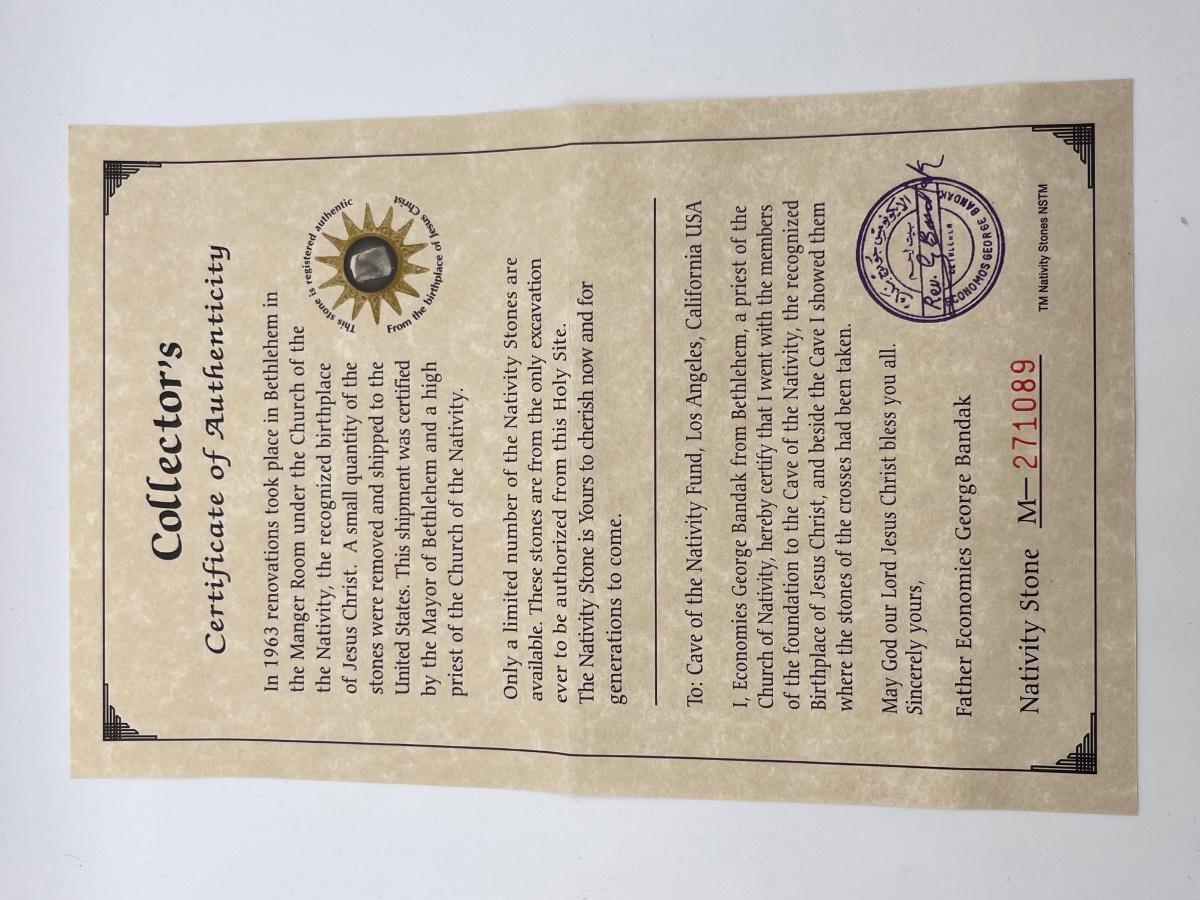 Collector's
Certificate of Authenticity
In 1963 renovations took place in Bethlehem in
the Manger Room under the Church of the
the Nativity, the recognized birthplace
of Jesus Christ. A small quantity of the
stones were removed and shipped to the
United States. This shipment was certified
by the Mayor of Bethlehem and a high
priest of the Church of the Nativity.
This stone is registered authentic
From the birthplace of Jesus Christ
Only a limited number of the Nativity Stones are
available. These stones are from the only excavation
ever to be authorized from this Holy Site.
The Nativity Stone is Yours to cherish now and for
generations to come.
To: Cave of the Nativity Fund, Los Angeles, California USA
I, Economies George Bandak from Bethlehem, a priest of the
Church of Nativity, hereby certify that I went with the members
of the foundation to the Cave of the Nativity, the recognized
Birthplace of Jesus Christ, and beside the Cave I showed them
where the stones of the crosses had been taken.
May God our Lord Jesus Christ bless you all.
Sincerely yours,
Father Economies George Bandak
الايكونومس جورج
Rev. G Bandak
BETHLEHEM
ECONOMOS GEORGE BANDAK
Nativity Stone M-271089
TM Nativity Stones NSTM